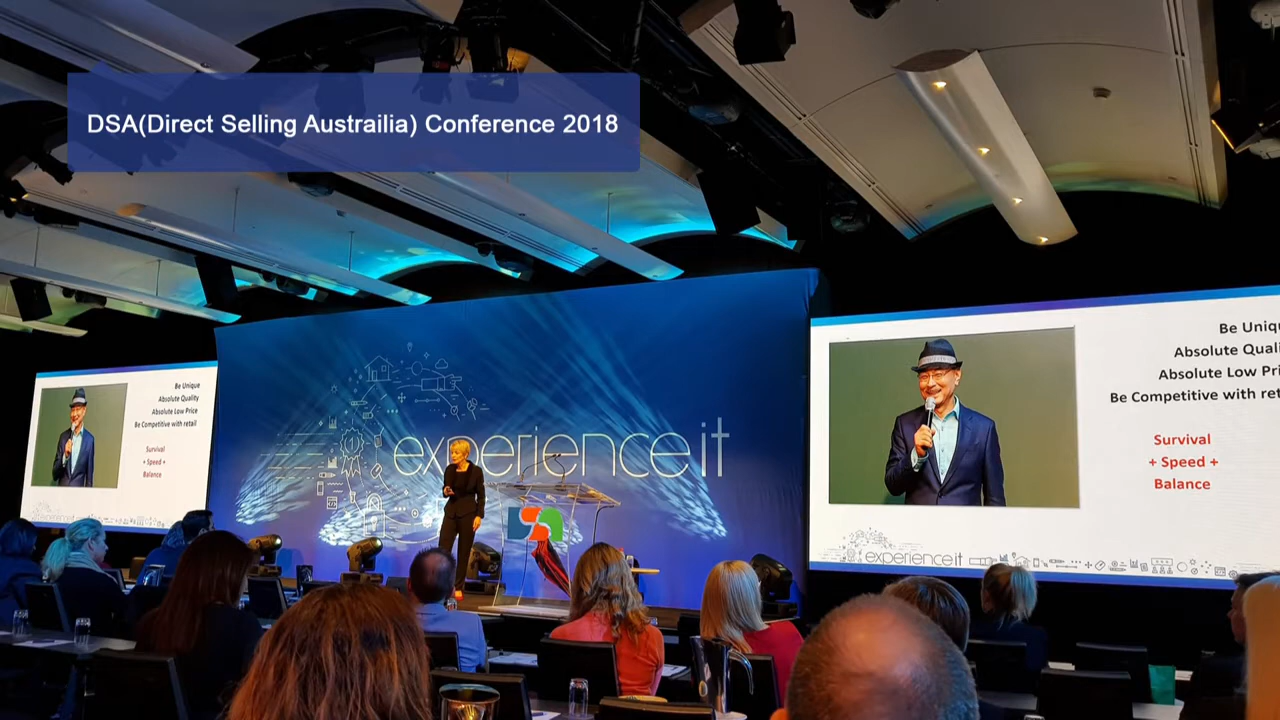 DSA(Direct Selling Austrailia) Conference 2018
Be Unique
Absolute Quality
Absolute Low Price
Be Competitive with retail
Survival
+ Speed +
Balance
experience it
DSA
Be Uniq
Absolute Quali
Absolute Low Pri
Be Competitive with ret
Survival
+ Speed +
Balance
experience it